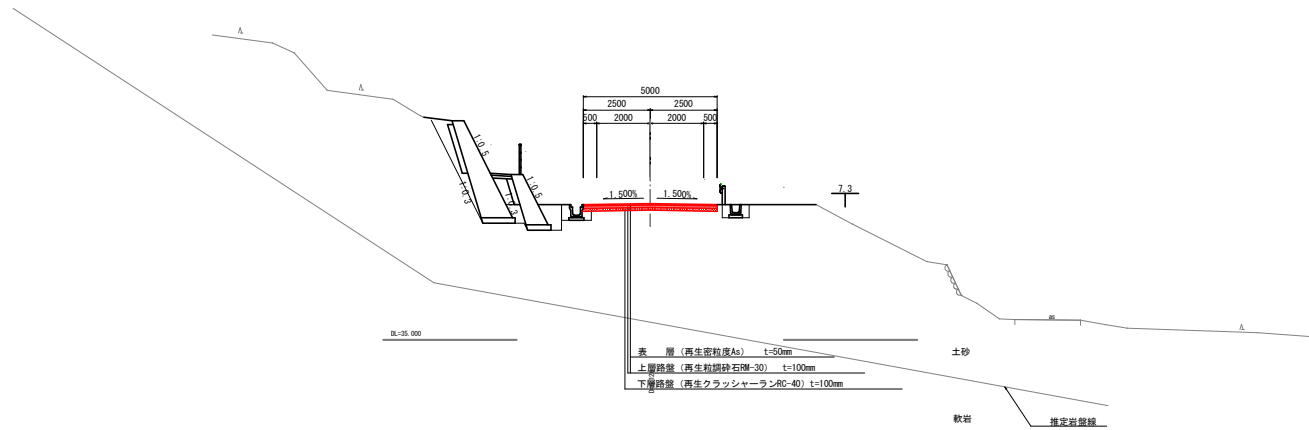 5000
2500 2500
500 2000 2000 500
1:0.5
1:0.5
1:0.3
1:0.3
1.500% 1.500%
7.3
DL=35.000
as
表　層（再生密粒度As） t=50mm
上層路盤（再生粒調砕石RM-30） t=100mm
下層路盤（再生クラッシャーランRC-40）t=100mm
土砂
軟岩
推定岩盤線